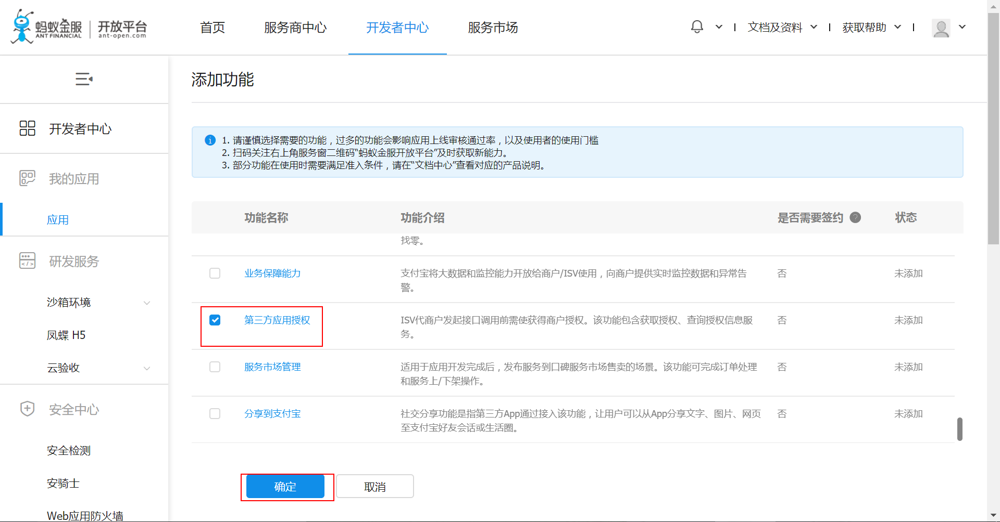 蚂蚁金服
ANT FINANCIAL
开放平台
ant-open.com
首页
服务商中心
开发者中心
服务市场
文档及资料
获取帮助
开发者中心
我的应用
应用
研发服务
沙箱环境
凤蝶 H5
云验收
安全中心
安全检测
安骑士
Web应用防火墙
添加功能
1. 请谨慎选择需要的功能，过多的功能会影响应用上线审核通过率，以及使用者的使用门槛
2. 扫码关注右上角服务窗二维码“蚂蚁金服开放平台”及时获取新能力。
3. 部分功能在使用时需要满足准入条件，请在“文档中心”查看对应的产品说明。
功能名称 功能介绍 是否需要签约 ? 状态
找零。
业务保障能力 支付宝将大数据和监控能力开放给商户/ISV使用，向商户提供实时监控数据和异常告 否 未添加
警。
第三方应用授权 ISV代商户发起接口调用前需使获得商户授权。该功能包含获取授权、查询授权信息服 否 未添加
务。
服务市场管理 适用于应用开发完成后，发布服务到口碑服务市场售卖的场景。该功能可完成订单处理 否 未添加
和服务上/下架操作。
分享到支付宝 社交分享功能是指第三方App通过接入该功能，让用户可以从App分享文字、图片、网页 否 未添加
至支付宝好友会话或生活圈。
确定
取消